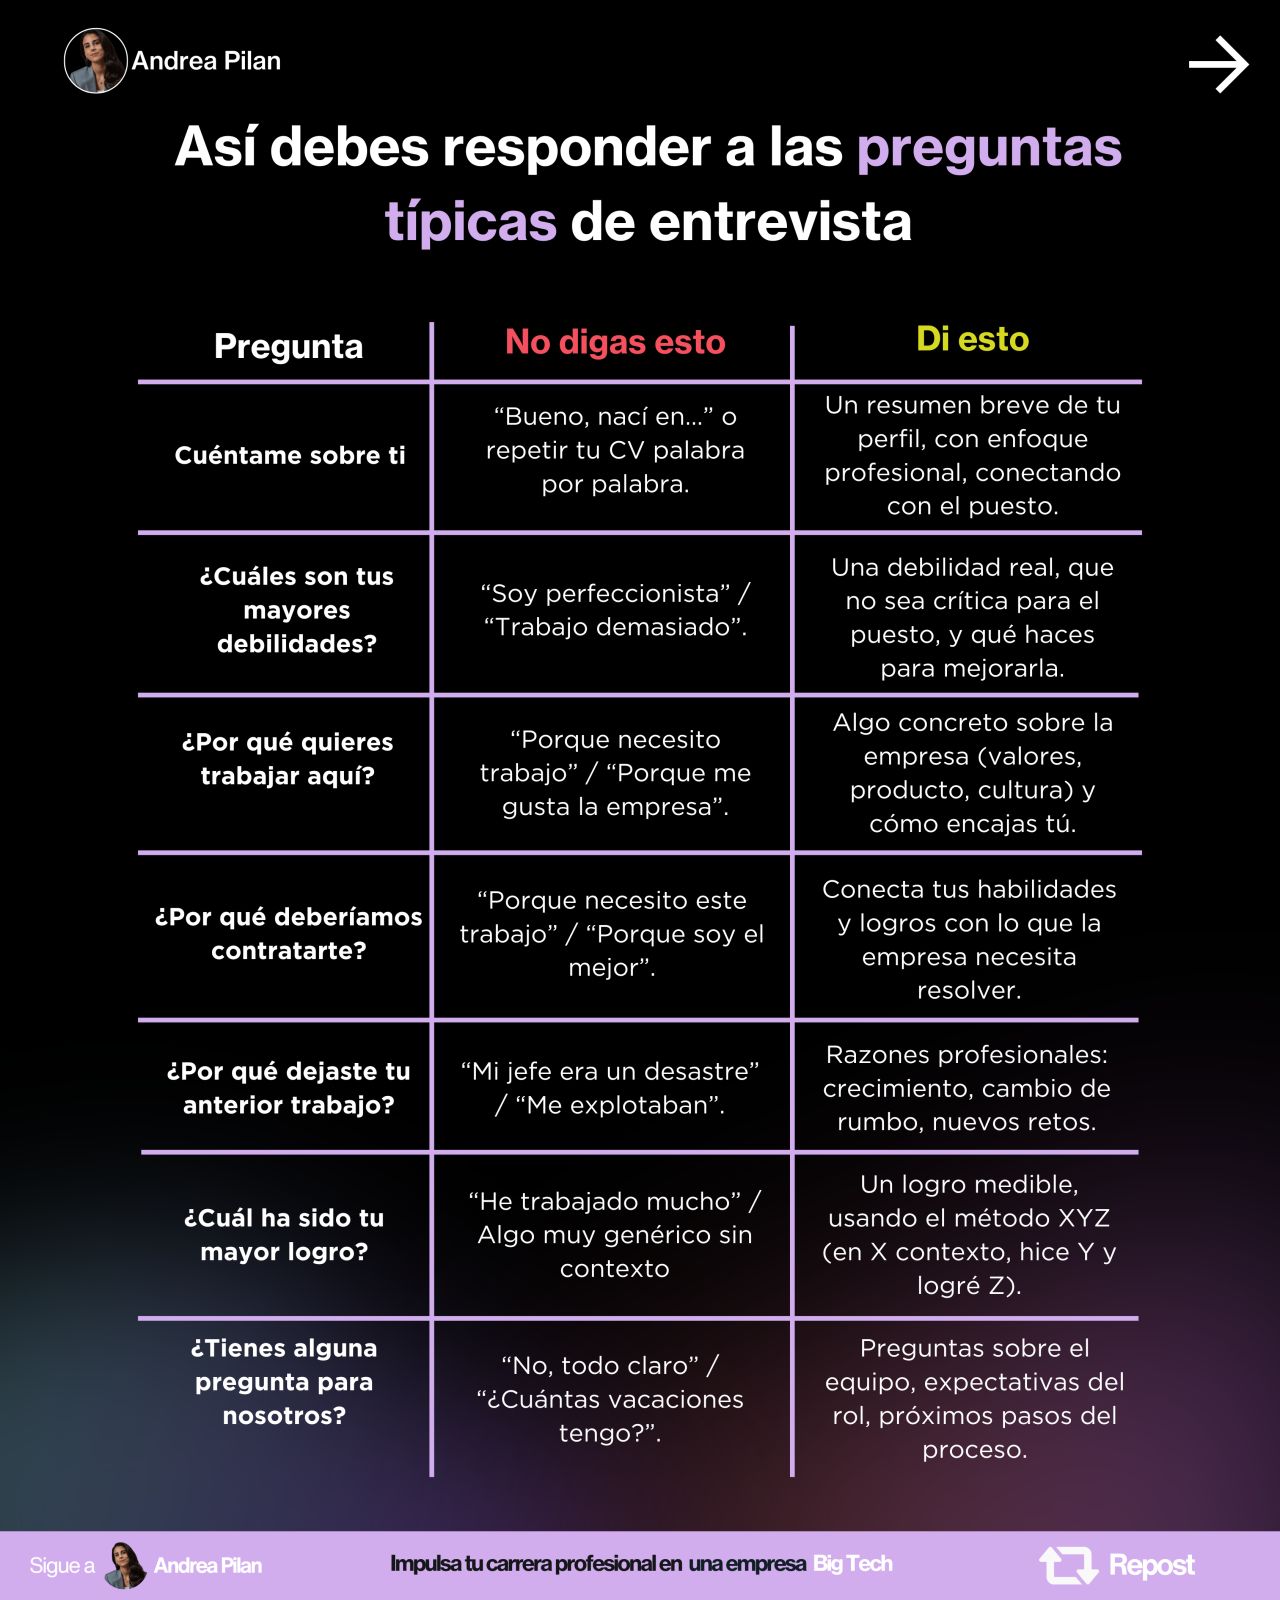 Andrea Pilan
Así debes responder a las preguntas
típicas de entrevista
Pregunta
No digas esto
Di esto
Cuéntame sobre ti
“Bueno, nací en...” o
repetir tu CV palabra
por palabra.
Un resumen breve de tu
perfil, con enfoque
profesional, conectando
con el puesto.
¿Cuáles son tus
mayores
debilidades?
“Soy perfeccionista” /
“Trabajo demasiado”.
Una debilidad real, que
no sea crítica para el
puesto, y qué haces
para mejorarla.
¿Por qué quieres
trabajar aquí?
“Porque necesito
trabajo” / “Porque me
gusta la empresa”.
Algo concreto sobre la
empresa (valores,
producto, cultura) y
cómo encajas tú.
¿Por qué deberíamos
contratarte?
“Porque necesito este
trabajo” / “Porque soy el
mejor”.
Conecta tus habilidades
y logros con lo que la
empresa necesita
resolver.
¿Por qué dejaste tu
anterior trabajo?
“Mi jefe era un desastre”
/ “Me explotaban”.
Razones profesionales:
crecimiento, cambio de
rumbo, nuevos retos.
¿Cuál ha sido tu
mayor logro?
“He trabajado mucho” /
Algo muy genérico sin
contexto
Un logro medible,
usando el método XYZ
(en X contexto, hice Y y
logré Z).
¿Tienes alguna
pregunta para
nosotros?
“No, todo claro” /
“¿Cuántas vacaciones
tengo?”.
Preguntas sobre el
equipo, expectativas del
rol, próximos pasos del
proceso.
Sigue a Andrea Pilan
Impulsa tu carrera profesional en una empresa Big Tech
Repost